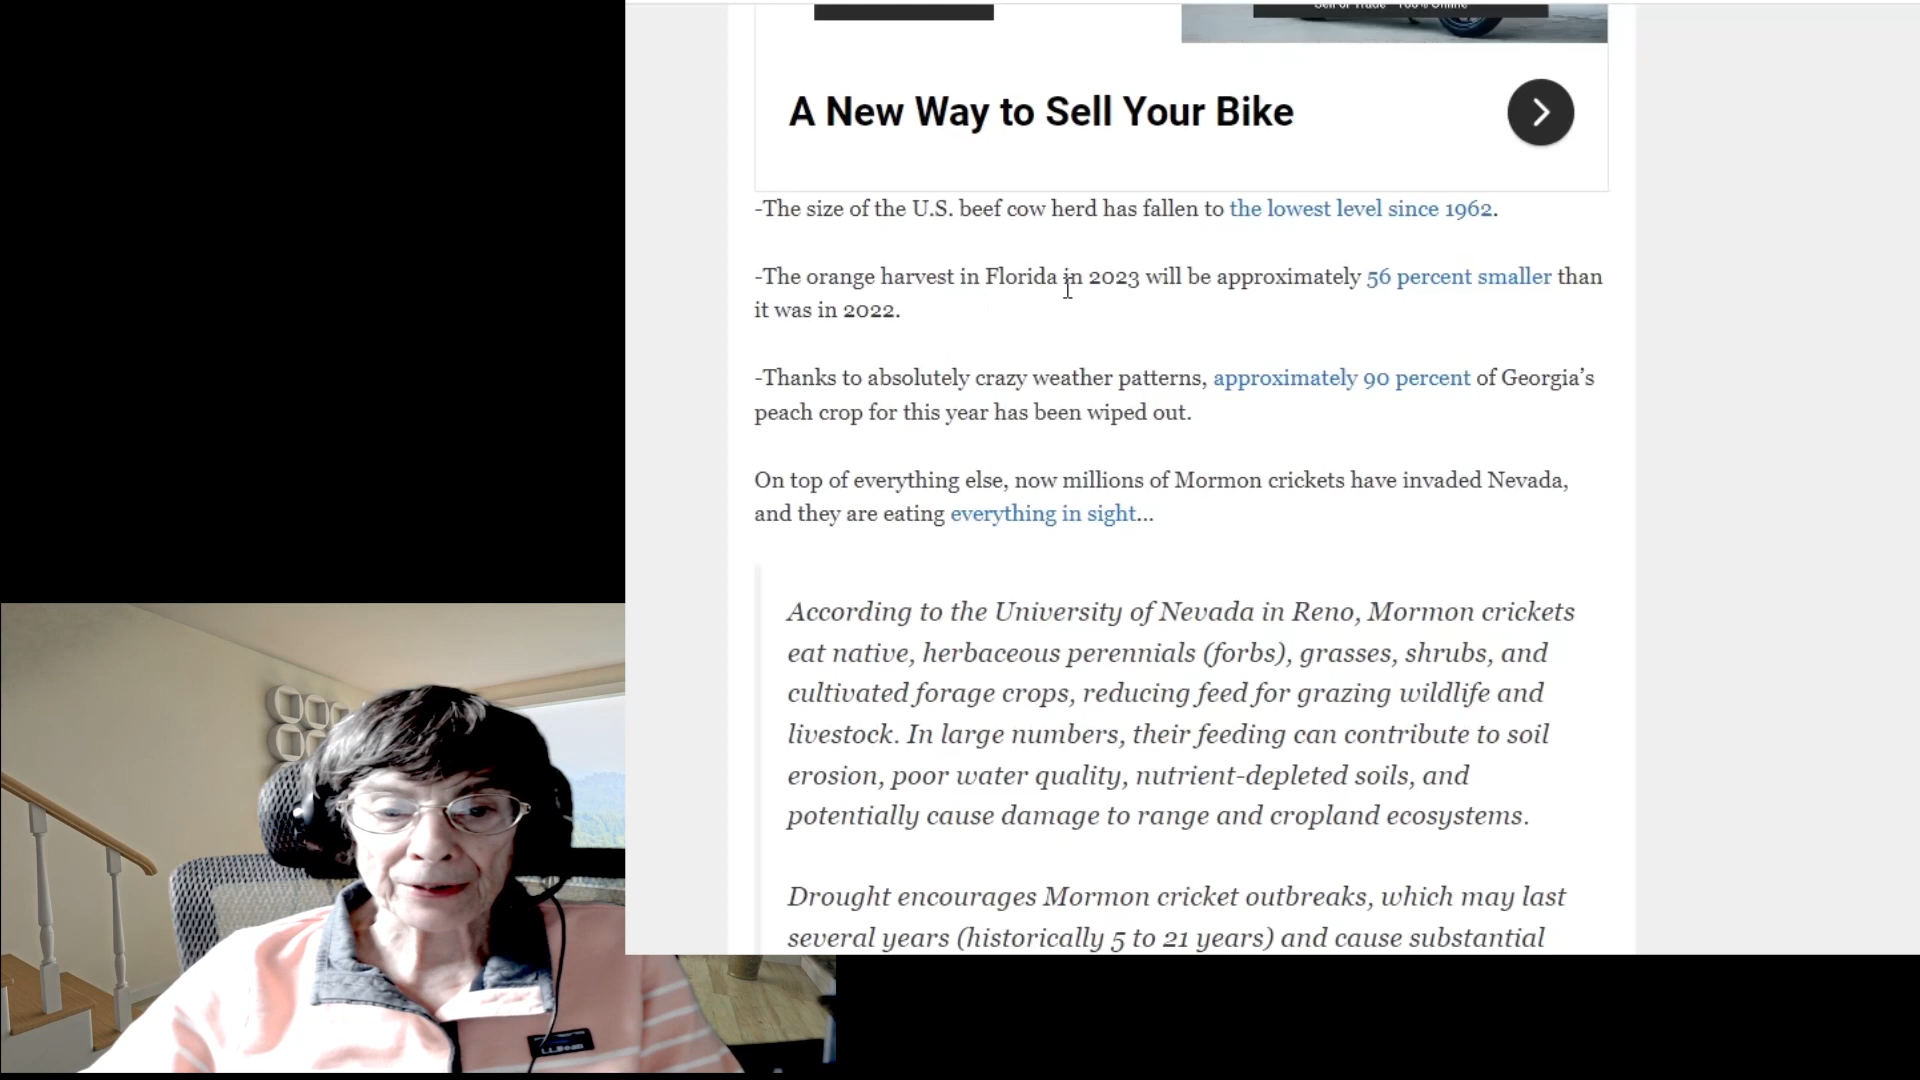 Sell or Trade - 100% Online
A New Way to Sell Your Bike
-The size of the U.S. beef cow herd has fallen to the lowest level since 1962.
-The orange harvest in Florida in 2023 will be approximately 56 percent smaller than
it was in 2022.
-Thanks to absolutely crazy weather patterns, approximately 90 percent of Georgia’s
peach crop for this year has been wiped out.
On top of everything else, now millions of Mormon crickets have invaded Nevada,
and they are eating everything in sight...
According to the University of Nevada in Reno, Mormon crickets
eat native, herbaceous perennials (forbs), grasses, shrubs, and
cultivated forage crops, reducing feed for grazing wildlife and
livestock. In large numbers, their feeding can contribute to soil
erosion, poor water quality, nutrient-depleted soils, and
potentially cause damage to range and cropland ecosystems.
Drought encourages Mormon cricket outbreaks, which may last
several years (historically 5 to 21 years) and cause substantial
L.L.Bean